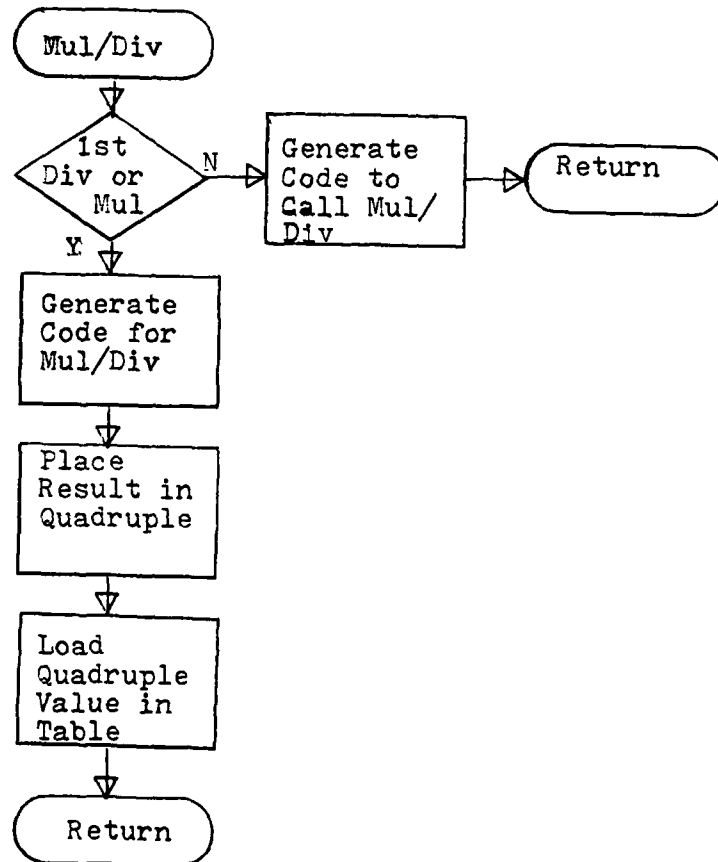 Mul/Div
1st
Div or
Mul
N
Y
Generate
Code to
Call Mul/
Div
Return
Generate
Code for
Mul/Div
Place
Result in
Quadruple
Load
Quadruple
Value in
Table
Return